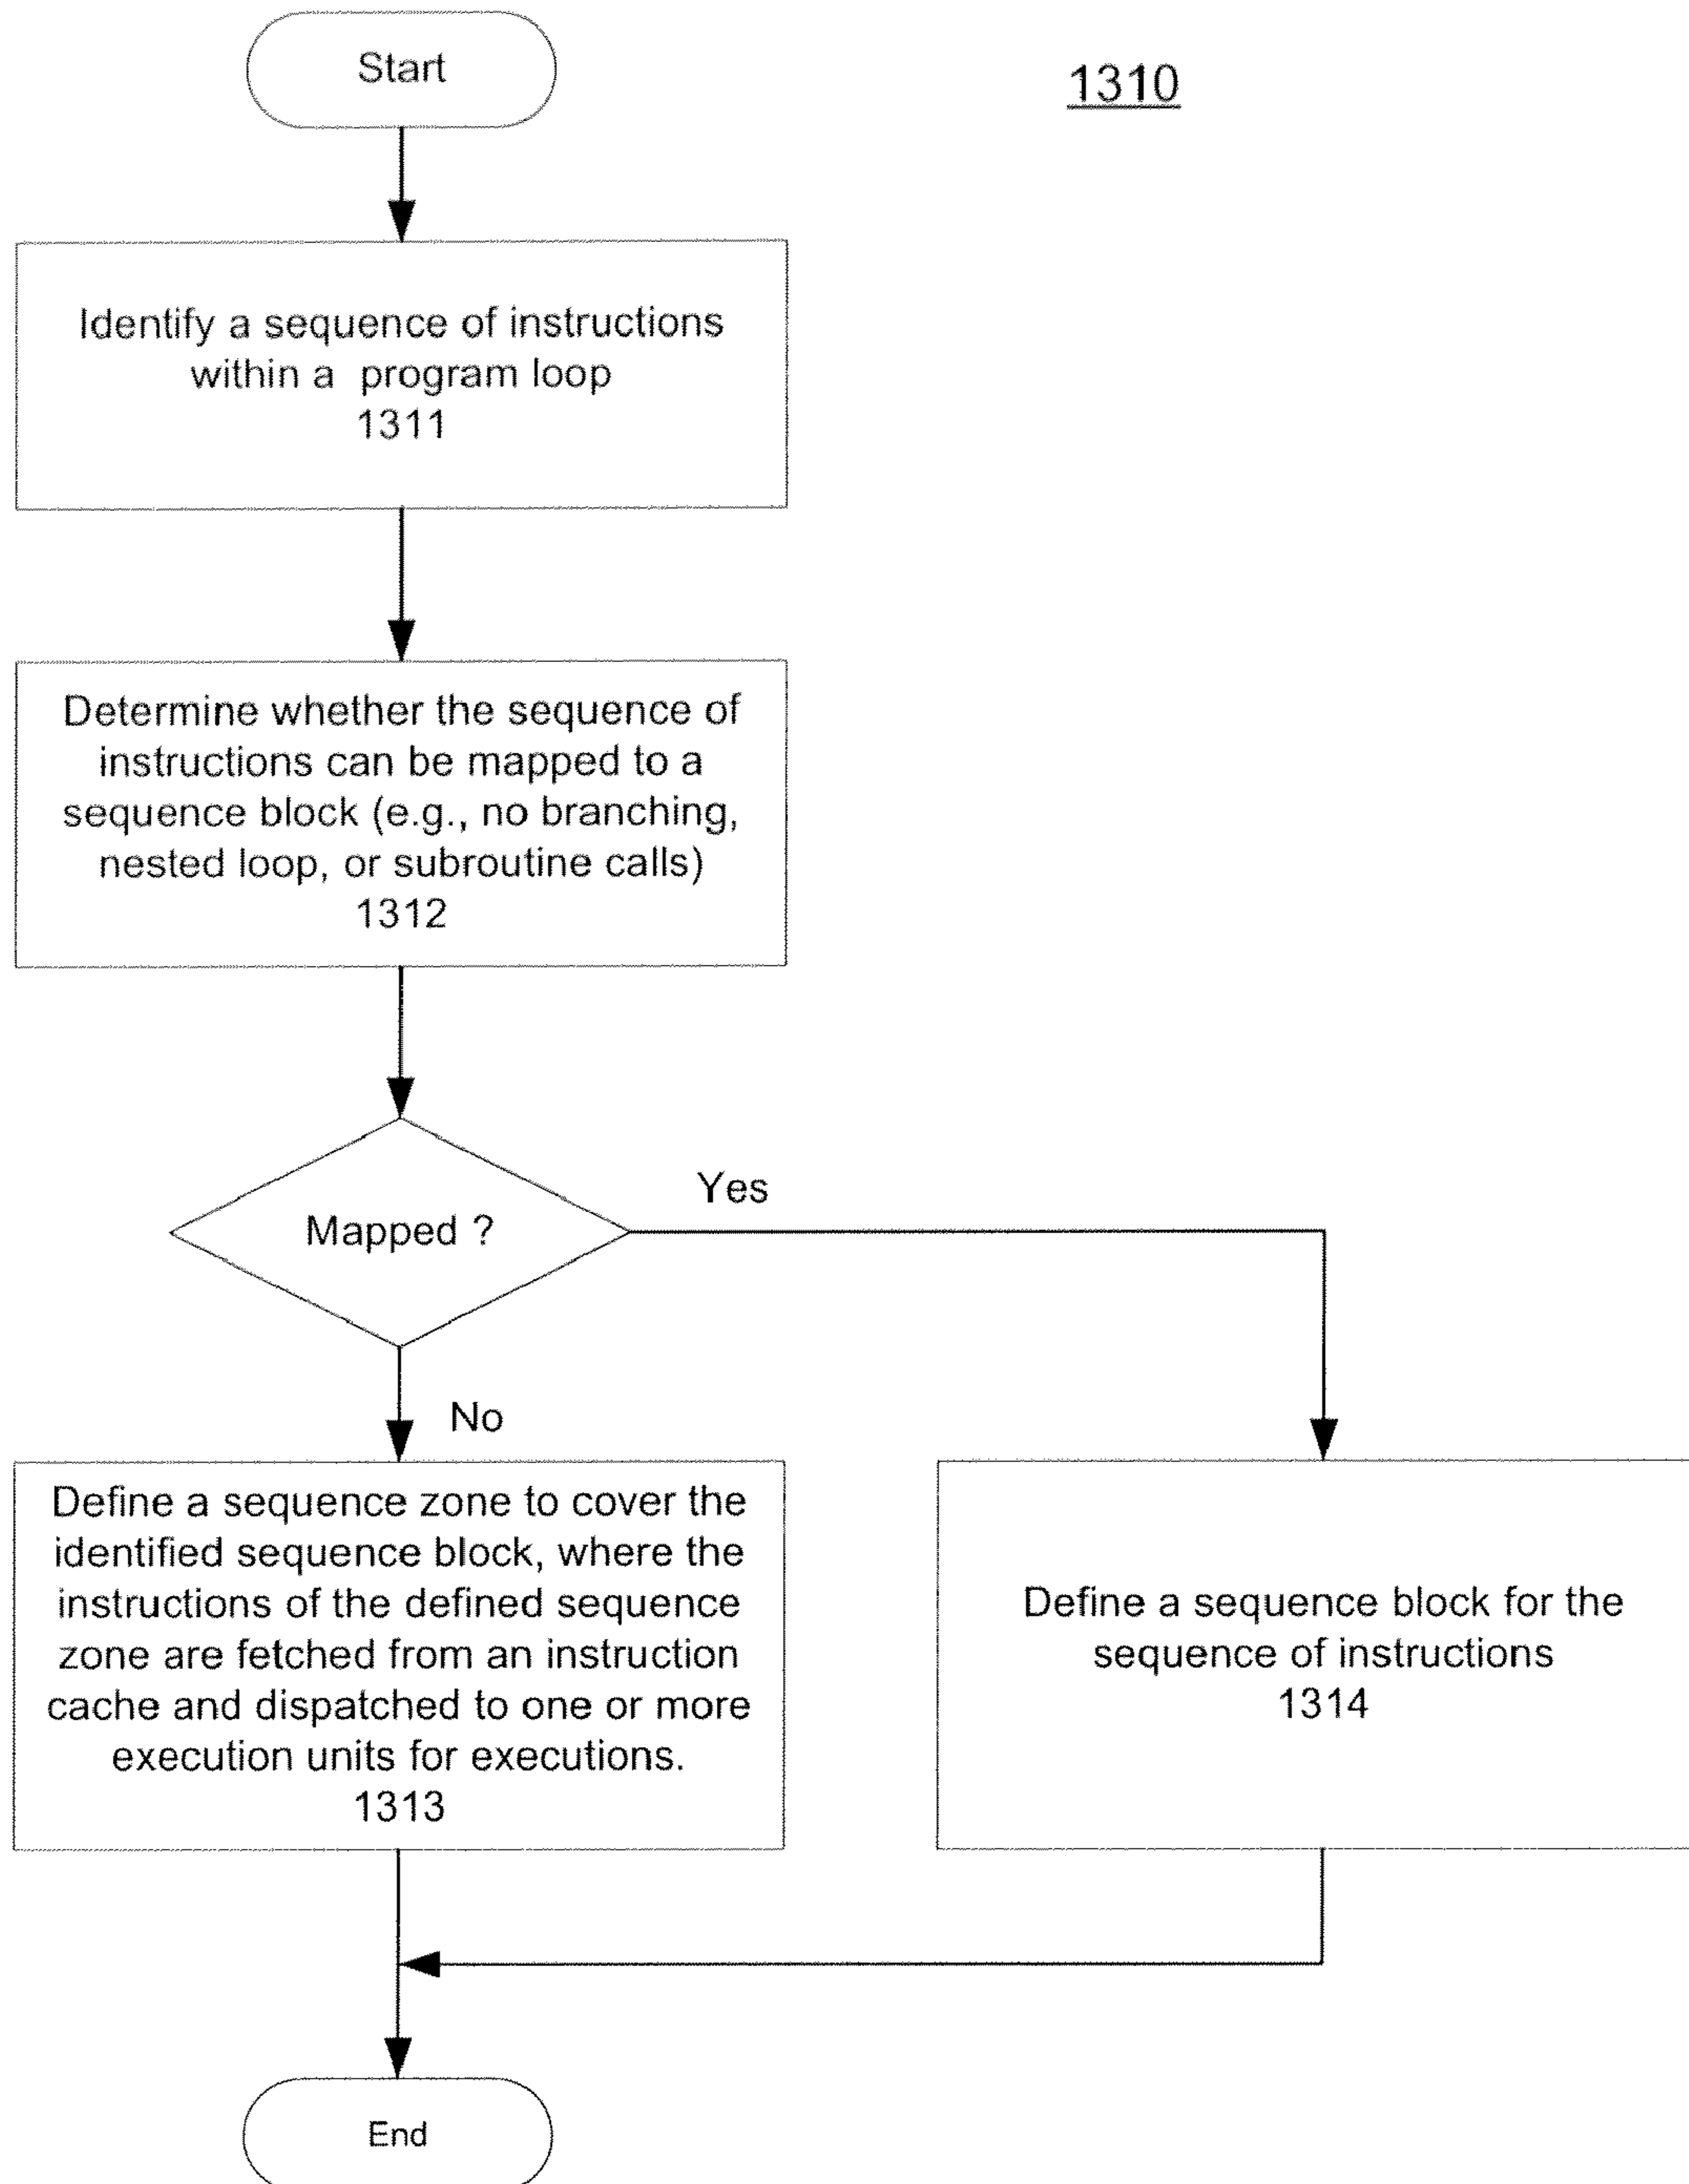 Start
1310
Identify a sequence of instructions
within a program loop
1311
Determine whether the sequence of
instructions can be mapped to a
sequence block (e.g., no branching,
nested loop, or subroutine calls)
1312
Mapped ?
Yes
No
Define a sequence zone to cover the
identified sequence block, where the
instructions of the defined sequence
zone are fetched from an instruction
cache and dispatched to one or more
execution units for executions.
1313
Define a sequence block for the
sequence of instructions
1314
End